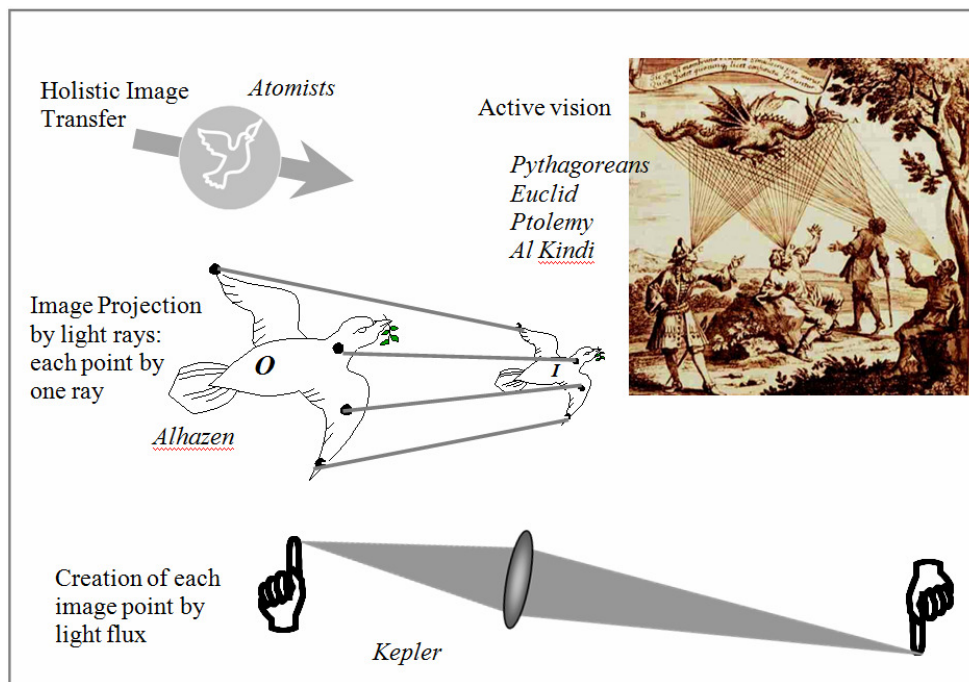 Holistic Image
Transfer
Atomists
Active vision
Pythagoreans
Euclid
Ptolemy
Al Kindi
B
A
Image Projection
by light rays:
each point by
one ray
O
I
Alhazen
Creation of each
image point by
light flux
Kepler